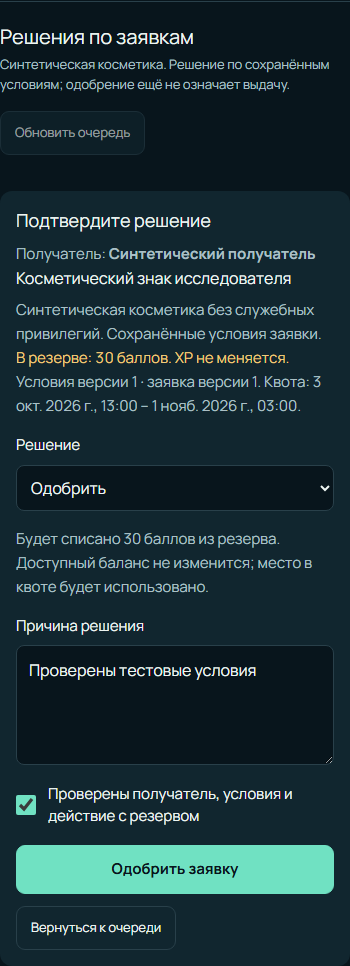 Решения по заявкам
Синтетическая косметика. Решение по сохранённым
условиям; одобрение ещё не означает выдачу.
Обновить очередь
Подтвердите решение
Получатель: Синтетический получатель
Косметический знак исследователя
Синтетическая косметика без служебных
привилегий. Сохранённые условия заявки.
В резерве: 30 баллов. XP не меняется.
Условия версии 1 · заявка версии 1. Квота: 3
окт. 2026 г., 13:00 – 1 нояб. 2026 г., 03:00.
Решение
Одобрить
Будет списано 30 баллов из резерва.
Доступный баланс не изменится; место в
квоте будет использовано.
Причина решения
Проверены тестовые условия
Проверены получатель, условия и
действие с резервом
Одобрить заявку
Вернуться к очереди